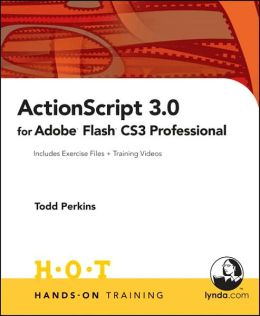 ActionScript 3.0
for Adobe® Flash® CS3 Professional
Includes Exercise Files + Training Videos
Todd Perkins
H•O•T
HANDS-ON TRAINING
lynda.com™